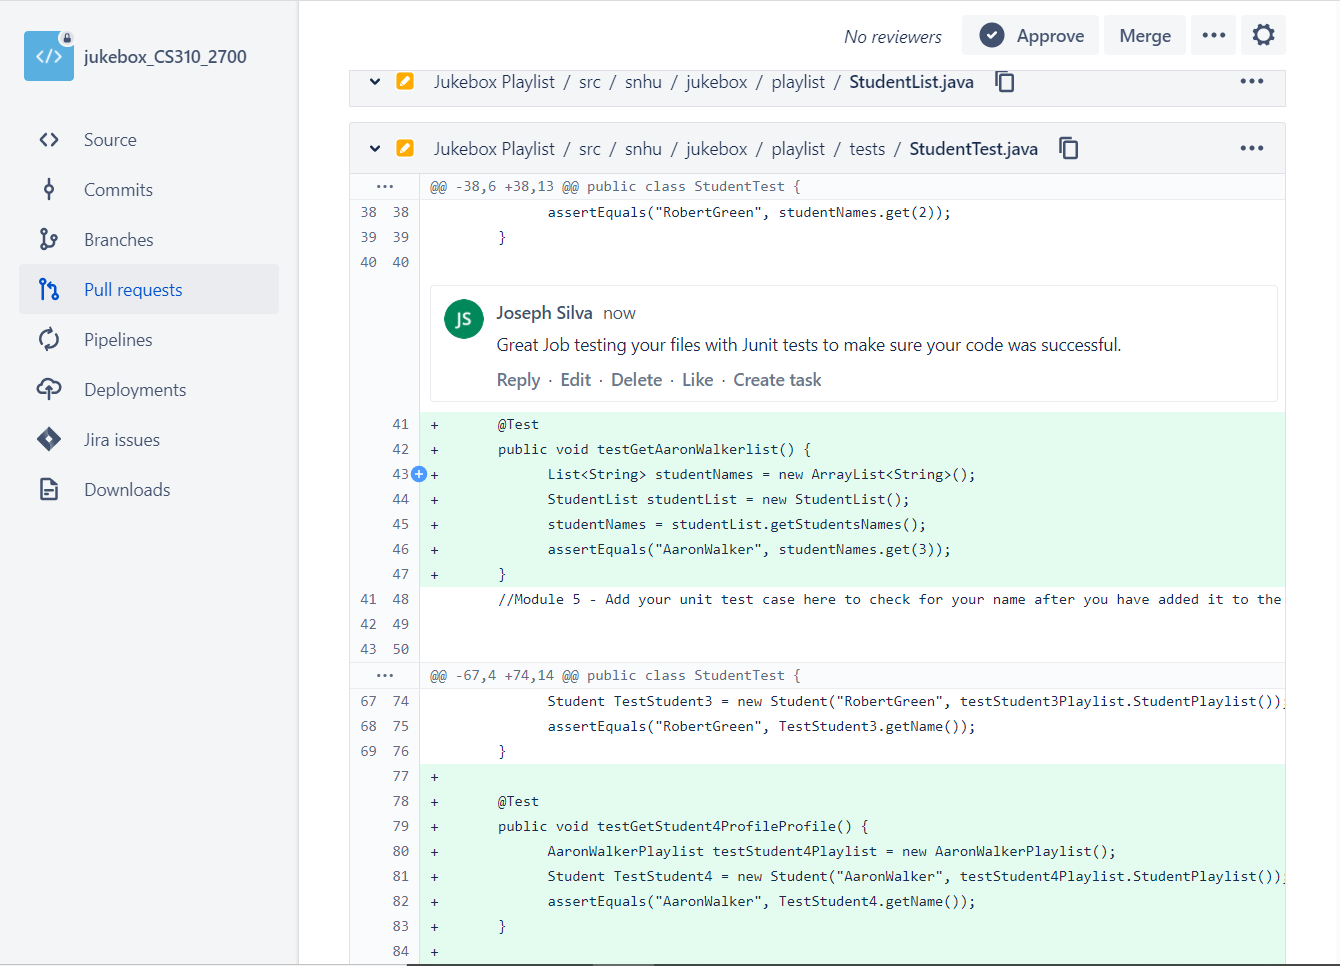 jukebox_CS310_2700
Source
Commits
Branches
Pull requests
Pipelines
Deployments
Jira issues
Downloads
No reviewers Approve Merge
Jukebox Playlist / src / snhu / jukebox / playlist / StudentList.java
Jukebox Playlist / src / snhu / jukebox / playlist / tests / StudentTest.java
@@ -38,6 +38,13 @@ public class StudentTest {
38 38 assertEquals("RobertGreen", studentNames.get(2));
39 39 }
40 40
JS Joseph Silva now
Great Job testing your files with Junit tests to make sure your code was successful.
Reply · Edit · Delete · Like · Create task
41 + @Test
42 + public void testGetAaronWalkerlist() {
43 + List<String> studentNames = new ArrayList<String>();
44 + StudentList studentList = new StudentList();
45 + studentNames = studentList.getStudentsNames();
46 + assertEquals("AaronWalker", studentNames.get(3));
47 + }
41 48 //Module 5 - Add your unit test case here to check for your name after you have added it to the
42 49
43 50
@@ -67,4 +74,14 @@ public class StudentTest {
67 74 Student TestStudent3 = new Student("RobertGreen", testStudent3Playlist.StudentPlaylist());
68 75 assertEquals("RobertGreen", TestStudent3.getName());
69 76 }
77 +
78 + @Test
79 + public void testGetStudent4ProfileProfile() {
80 + AaronWalkerPlaylist testStudent4Playlist = new AaronWalkerPlaylist();
81 + Student TestStudent4 = new Student("AaronWalker", testStudent4Playlist.StudentPlaylist());
82 + assertEquals("AaronWalker", TestStudent4.getName());
83 + }
84 +